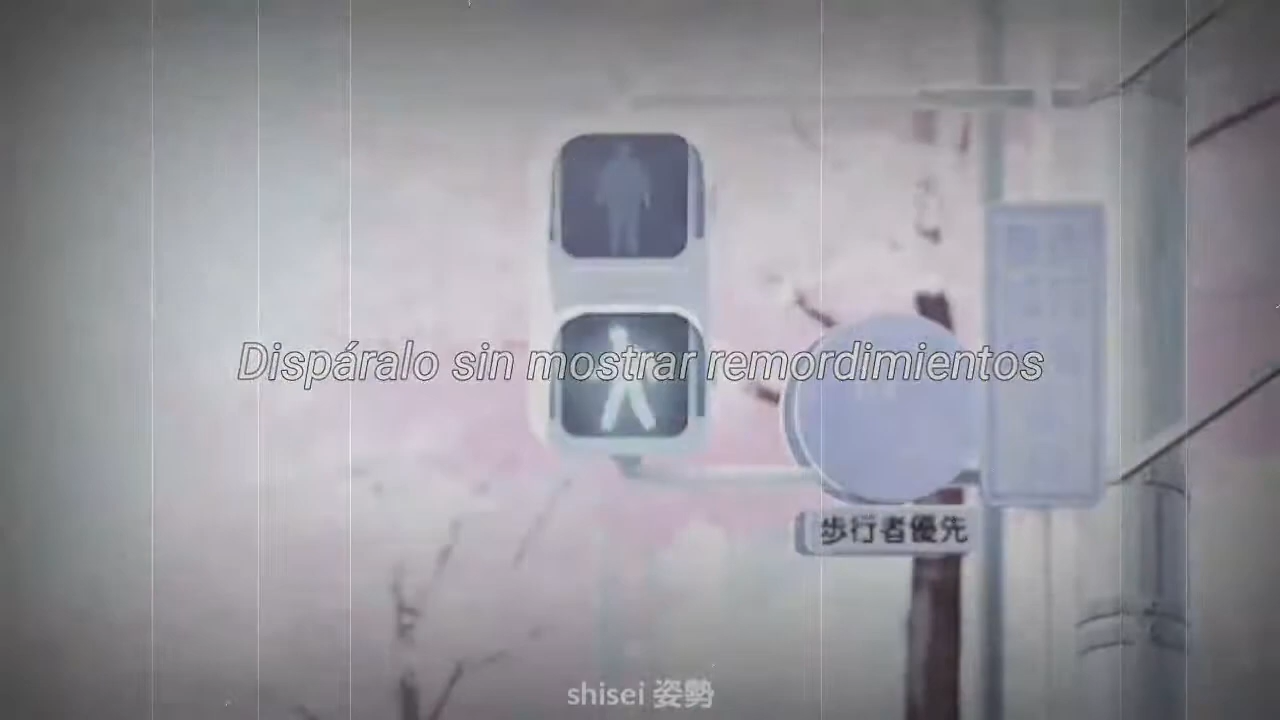 Dispáralo sin mostrar remordimientos
歩行者優先
shisei 姿勢